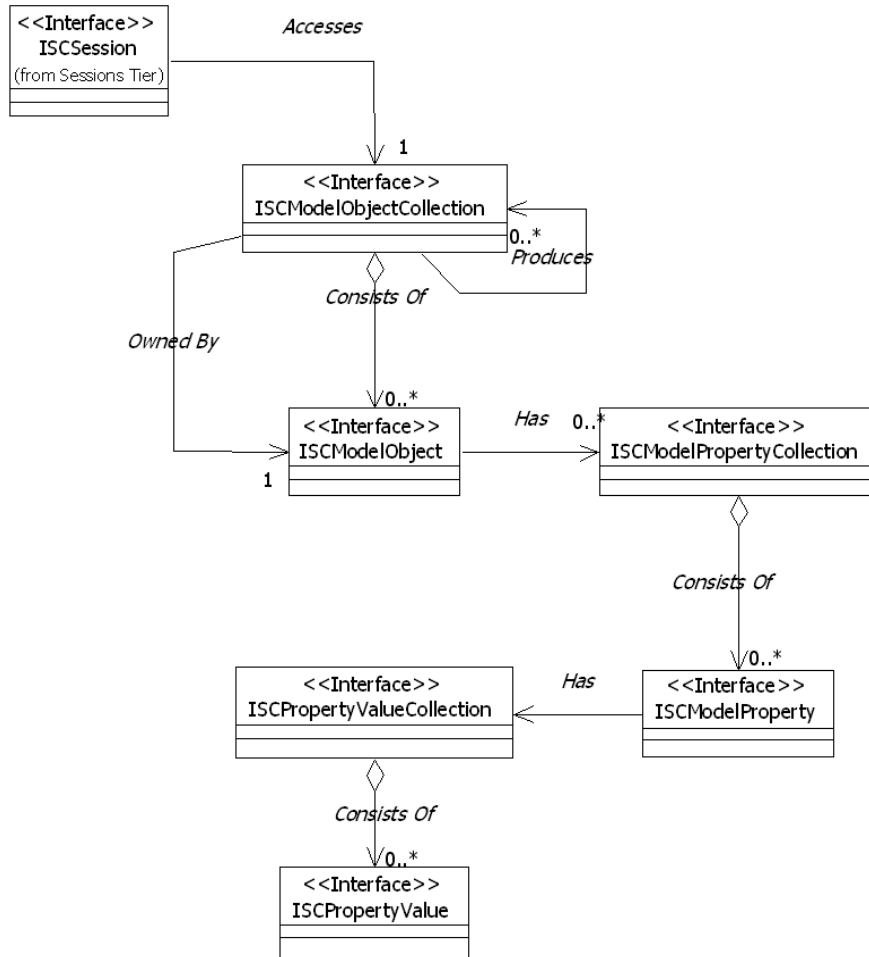 <<Interface>>
ISCSession
(from Sessions Tier)
Accesses
1
<<Interface>>
ISCModelObjectCollection
0..*
Produces
Consists Of
Owned By
0..*
<<Interface>>
ISCModelObject
1
Has
0..*
<<Interface>>
ISCModelPropertyCollection
Consists Of
0..*
<<Interface>>
ISCModelProperty
Has
<<Interface>>
ISCPropertyValueCollection
Consists Of
0..*
<<Interface>>
ISCPropertyValue